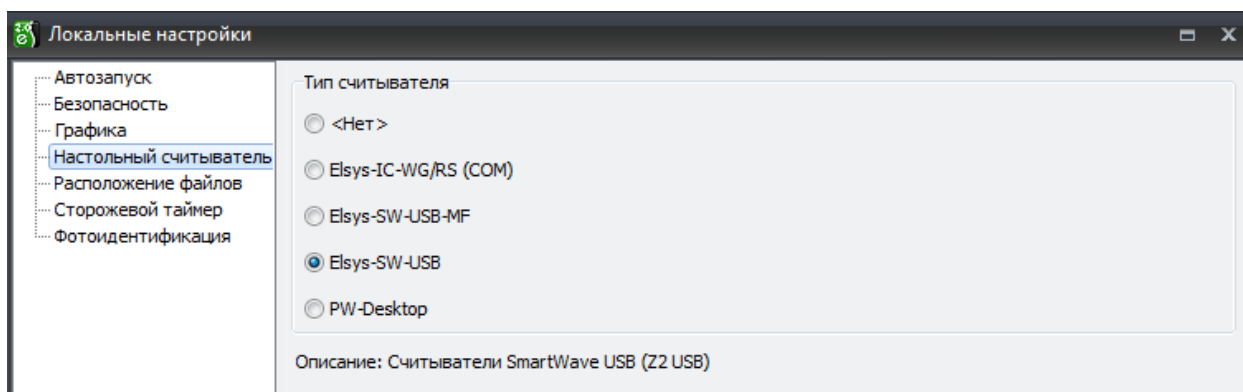 Локальные настройки
Автозапуск
Безопасность
Графика
Настольный считыватель
Расположение файлов
Сторожевой таймер
Фотоидентификация
Тип считывателя
<Нет>
Elsys-IC-WG/RS (COM)
Elsys-SW-USB-MF
Elsys-SW-USB
PW-Desktop
Описание: Считыватели SmartWave USB (Z2 USB)